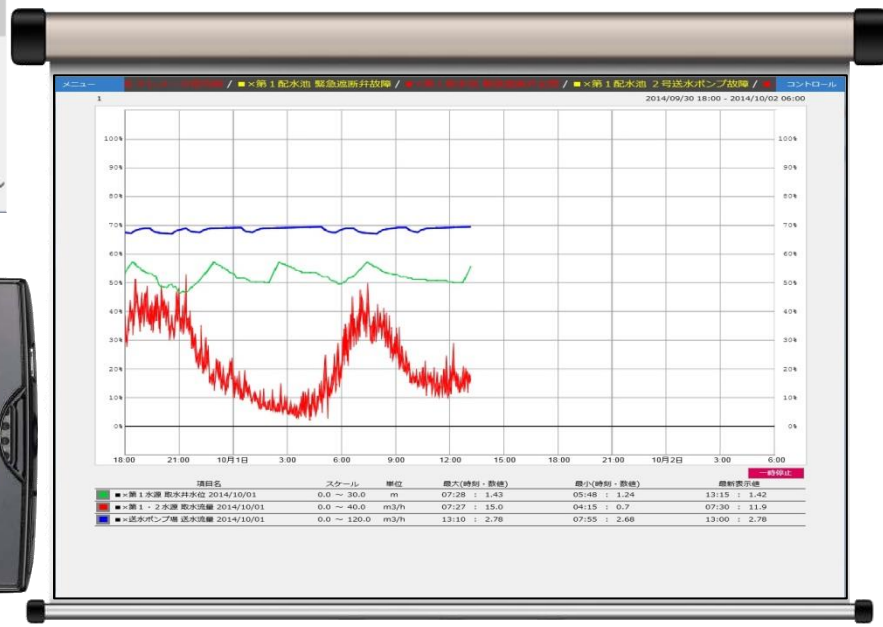 メニュー / ■×第１配水池 緊急遮断弁故障 / / ■×第１配水池 ２号送水ポンプ故障 / コントロール
1 2014/09/30 18:00 - 2014/10/02 06:00
100% 100%
90% 90%
80% 80%
70% 70%
60% 60%
50% 50%
40% 40%
30% 30%
20% 20%
10% 10%
0% 0%
18:00 21:00 10月1日 3:00 6:00 9:00 12:00 15:00 18:00 21:00 10月2日 3:00 6:00
一時停止
項目名 スケール 単位 最大(時刻・数値) 最小(時刻・数値) 最新表示値
■×第１水源 取水井水位 2014/10/01 0.0 ～ 30.0 m 07:28 : 1.43 05:48 : 1.24 13:15 : 1.42
■×第１・２水源 取水流量 2014/10/01 0.0 ～ 40.0 m3/h 07:27 : 15.0 04:15 : 0.7 07:30 : 11.9
■×送水ポンプ場 送水流量 2014/10/01 0.0 ～ 120.0 m3/h 13:10 : 2.78 07:55 : 2.68 13:00 : 2.78